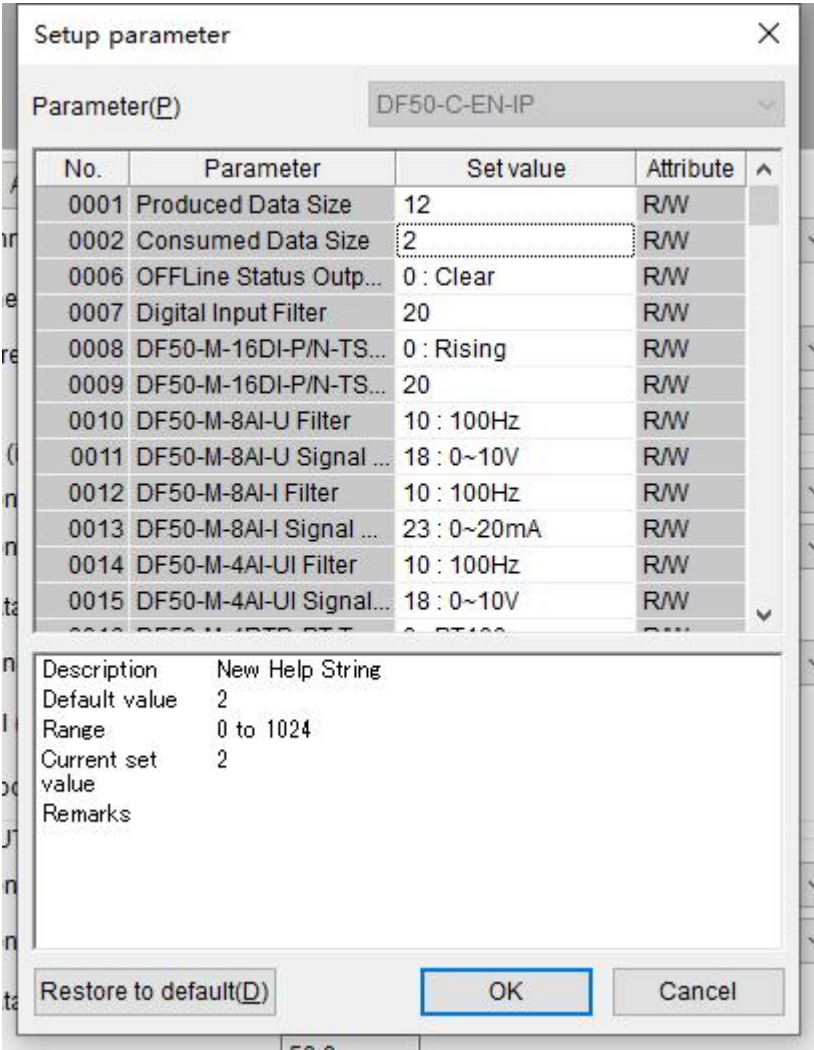 Setup parameter
Parameter(P) DF50-C-EN-IP
No. Parameter Set value Attribute
0001 Produced Data Size 12 R/W
0002 Consumed Data Size 2 R/W
0006 OFFLine Status Outp... 0 : Clear R/W
0007 Digital Input Filter 20 R/W
0008 DF50-M-16DI-P/N-TS... 0 : Rising R/W
0009 DF50-M-16DI-P/N-TS... 20 R/W
0010 DF50-M-8AI-U Filter 10 : 100Hz R/W
0011 DF50-M-8AI-U Signal ... 18 : 0~10V R/W
0012 DF50-M-8AI-I Filter 10 : 100Hz R/W
0013 DF50-M-8AI-I Signal ... 23 : 0~20mA R/W
0014 DF50-M-4AI-UI Filter 10 : 100Hz R/W
0015 DF50-M-4AI-UI Signal... 18 : 0~10V R/W
Description New Help String
Default value 2
Range 0 to 1024
Current set value 2
Remarks
Restore to default(D) OK Cancel